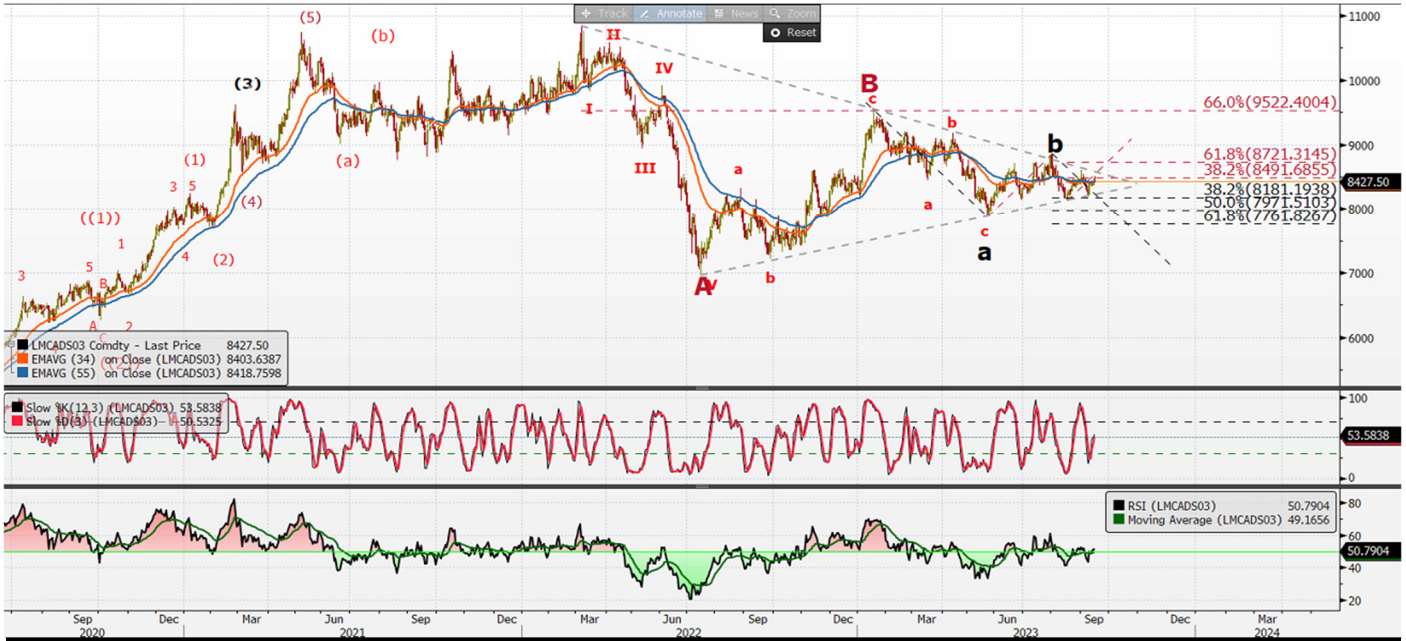 Track Annotate News Zoom
Reset
(5)
(b)
II
(3)
IV
I
B
c
66.0%(9522.4004)
(1)
(a)
III
b
b
61.8%(8721.3145)
38.2%(8491.6855)
3 5
a
8427.50
38.2%(8181.1938)
((1))
(4)
a
50.0%(7971.5103)
61.8%(7761.8267)
1
4
(2)
c
a
3
5
B
A
b
A
2
C
11000
10000
9000
8000
7000
6000
LMCADS03 Comdty - Last Price 8427.50
EMAVG (34) on Close (LMCADS03) 8403.6387
EMAVG (55) on Close (LMCADS03) 8418.7598
Slow %K(12,3) (LMCADS03) 53.5838
Slow %D(3) (LMCADS03) 50.5325
100
53.5838
0
RSI (LMCADS03) 50.7904
Moving Average (LMCADS03) 49.1656
80
60
50.7904
40
20
Sep Dec Mar Jun Sep Dec Mar Jun Sep Dec Mar Jun Sep Dec Mar
2020 2021 2022 2023 2024